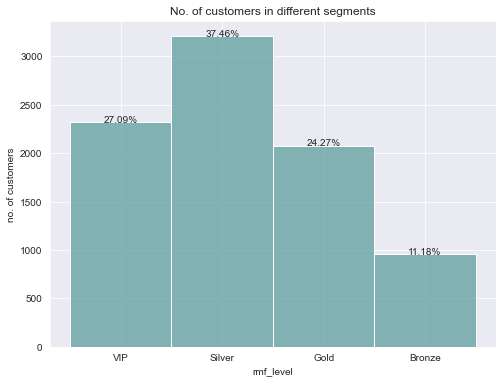 No. of customers in different segments
no. of customers
3000
2500
2000
1500
1000
500
0
27.09%
37.46%
24.27%
11.18%
VIP
Silver
Gold
Bronze
rmf_level